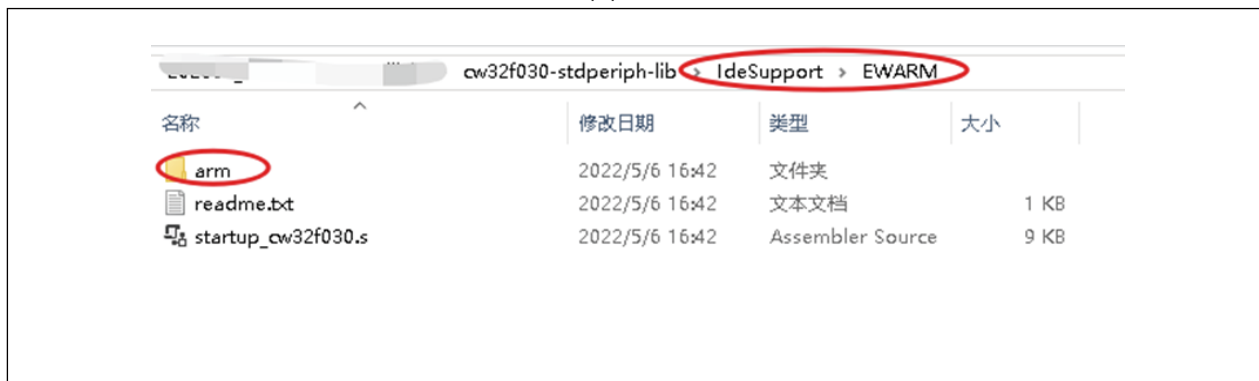 cw32f030-stdperiph-lib > IdeSupport > EWARM
名称 修改日期 类型 大小
arm 2022/5/6 16:42 文件夹
readme.txt 2022/5/6 16:42 文本文档 1 KB
startup_cw32f030.s 2022/5/6 16:42 Assembler Source 9 KB